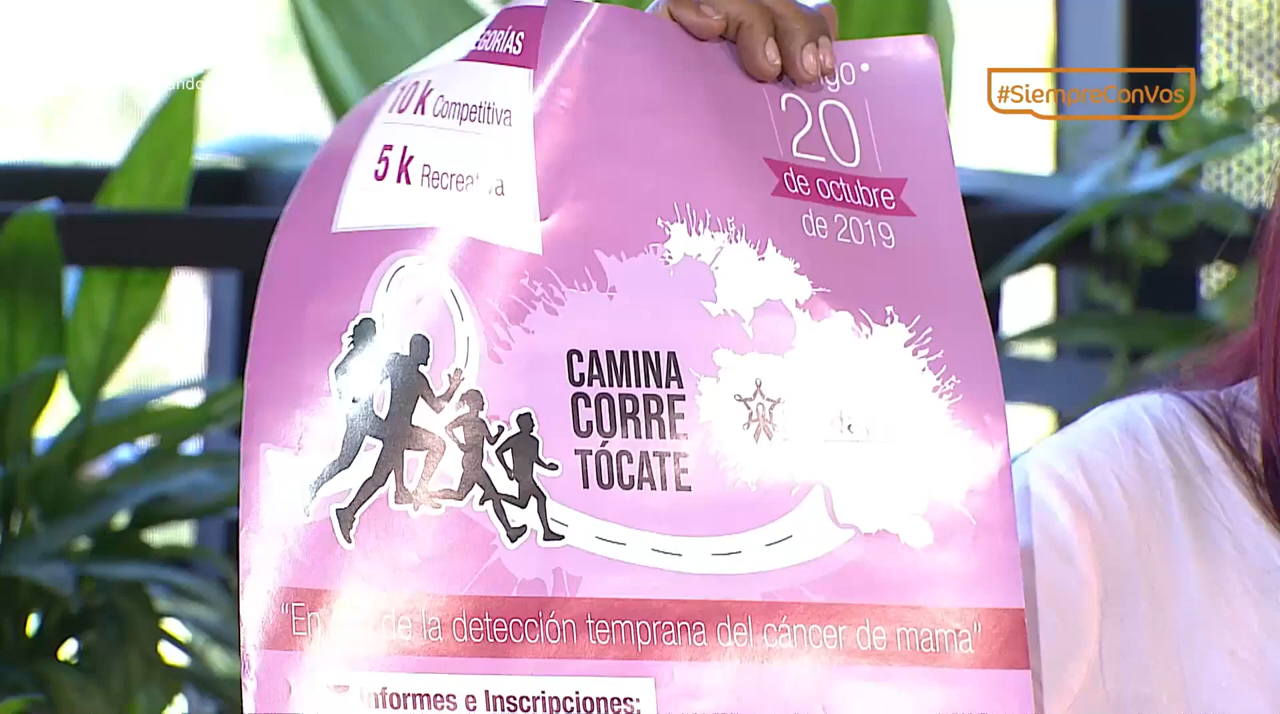 10 k Competitiva
5 k
20
de octubre
de 2019
#SiempreConVos
CAMINA
CORRE
TÓCATE
de la detección temprana del cáncer de mama”
Informes e Inscripciones: